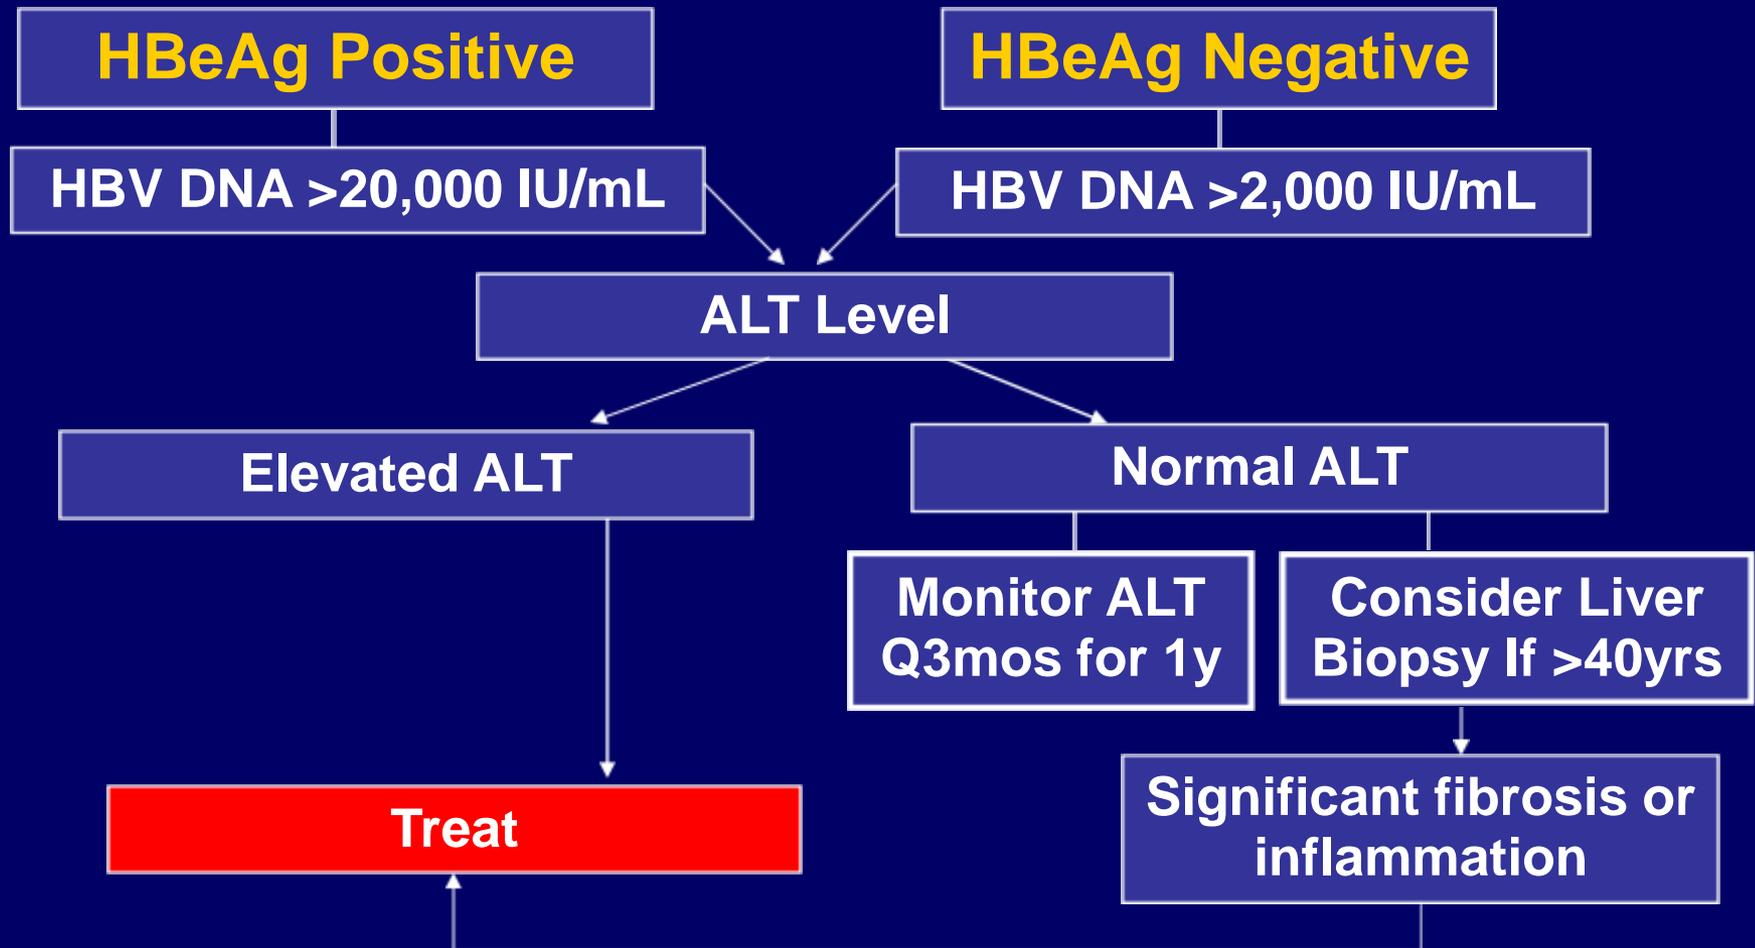 HBeAg Positive
HBeAg Negative
HBV DNA >20,000 IU/mL
HBV DNA >2,000 IU/mL
ALT Level
Elevated ALT
Normal ALT
Monitor ALT
Q3mos for 1y
Consider Liver
Biopsy If >40yrs
Treat
Significant fibrosis or
inflammation